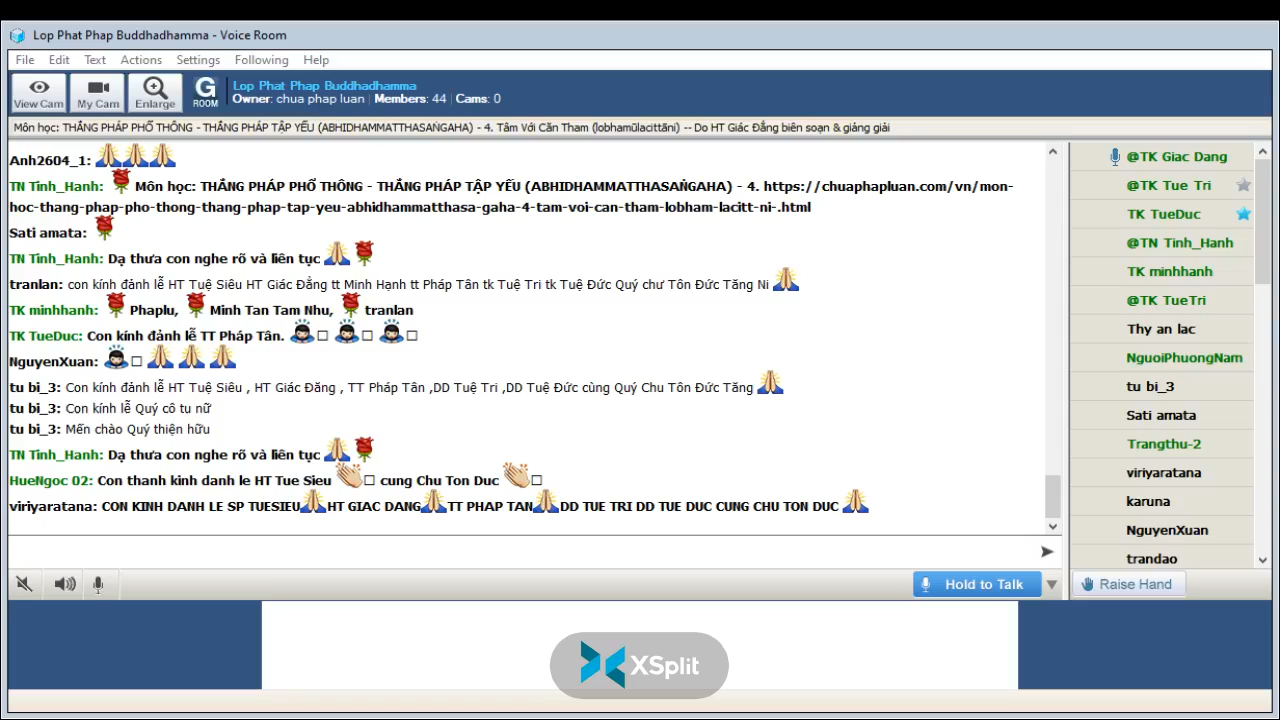 Lop Phat Phap Buddhadhamma - Voice Room
File Edit Text Actions Settings Following Help
View Cam My Cam Enlarge G ROOM
Lop Phat Phap Buddhadhamma
Owner: chua phap luan | Members: 44 | Cams: 0
Môn học: THẮNG PHÁP PHỔ THÔNG - THẮNG PHÁP TẬP YẾU (ABHIDHAMMATTHASAṄGAHA) - 4. Tâm Với Căn Tham (lobhamūlacittāni) -- Do HT Giác Đẳng biên soạn & giảng giải
Anh2604_1:
TN Tinh_Hanh: Môn học: THẮNG PHÁP PHỔ THÔNG - THẮNG PHÁP TẬP YẾU (ABHIDHAMMATTHASAṄGAHA) - 4. https://chuaphapluan.com/vn/mon-
hoc-thang-phap-pho-thong-thang-phap-tap-yeu-abhidhammatthasa-gaha-4-tam-voi-can-tham-lobham-lacitt-ni-.html
Sati amata:
TN Tinh_Hanh: Dạ thưa con nghe rõ và liên tục
tranlan: con kính đảnh lễ HT Tuệ Siêu HT Giác Đẳng tt Minh Hạnh tt Pháp Tân tk Tuệ Tri tk Tuệ Đức Quý chư Tôn Đức Tăng Ni
TK minhhanh: Phaplu, Minh Tan Tam Nhu, tranlan
TK TueDuc: Con kính đảnh lễ TT Pháp Tân.
NguyenXuan:
tu bi_3: Con kính đảnh lễ HT Tuệ Siêu , HT Giác Đăng , TT Pháp Tân ,DD Tuệ Tri ,DD Tuệ Đức cùng Quý Chu Tôn Đức Tăng
tu bi_3: Con kính lễ Quý cô tu nữ
tu bi_3: Mến chào Quý thiện hữu
TN Tinh_Hanh: Dạ thưa con nghe rõ và liên tục
HueNgoc 02: Con thanh kinh danh le HT Tue Sieu cung Chu Ton Duc
viriyaratana: CON KINH DANH LE SP TUESIEU HT GIAC DANG TT PHAP TAN DD TUE TRI DD TUE DUC CUNG CHU TON DUC
@TK Giac Dang
@TK Tue Tri
TK TueDuc
@TN Tinh_Hanh
TK minhhanh
@TK TueTri
Thy an lac
NguoiPhuongNam
tu bi_3
Sati amata
Trangthu-2
viriyaratana
karuna
NguyenXuan
trandao
Hold to Talk
Raise Hand
XSplit